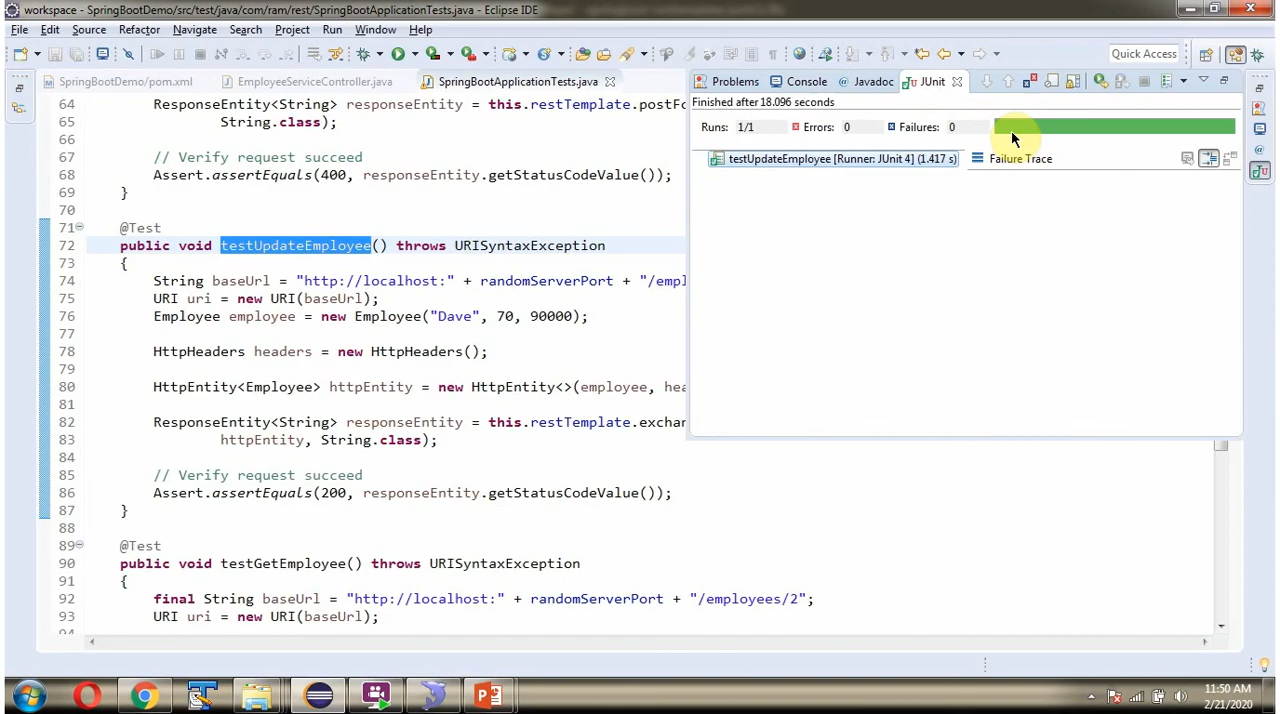 workspace - SpringBootDemo/src/test/java/com/ram/rest/SpringBootApplicationTests.java - Eclipse IDE
File Edit Source Refactor Navigate Search Project Run Window Help
Quick Access
SpringBootDemo/pom.xml EmployeeServiceController.java SpringBootApplicationTests.java
Problems Console Javadoc JUnit
Finished after 18.096 seconds
Runs: 1/1 Errors: 0 Failures: 0
testUpdateEmployee [Runner: JUnit 4] (1.417 s)
Failure Trace
64 ResponseEntity<String> responseEntity = this.restTemplate.postFo
65 String.class);
66
67 // Verify request succeed
68 Assert.assertEquals(400, responseEntity.getStatusCodeValue());
69 }
70
71 @Test
72 public void testUpdateEmployee() throws URISyntaxException
73 {
74 String baseUrl = "http://localhost:" + randomServerPort + "/empl
75 URI uri = new URI(baseUrl);
76 Employee employee = new Employee("Dave", 70, 90000);
77
78 HttpHeaders headers = new HttpHeaders();
79
80 HttpEntity<Employee> httpEntity = new HttpEntity<>(employee, hea
81
82 ResponseEntity<String> responseEntity = this.restTemplate.exchan
83 httpEntity, String.class);
84
85 // Verify request succeed
86 Assert.assertEquals(200, responseEntity.getStatusCodeValue());
87 }
88
89 @Test
90 public void testGetEmployee() throws URISyntaxException
91 {
92 final String baseUrl = "http://localhost:" + randomServerPort + "/employees/2";
93 URI uri = new URI(baseUrl);
94
11:50 AM
2/21/2020